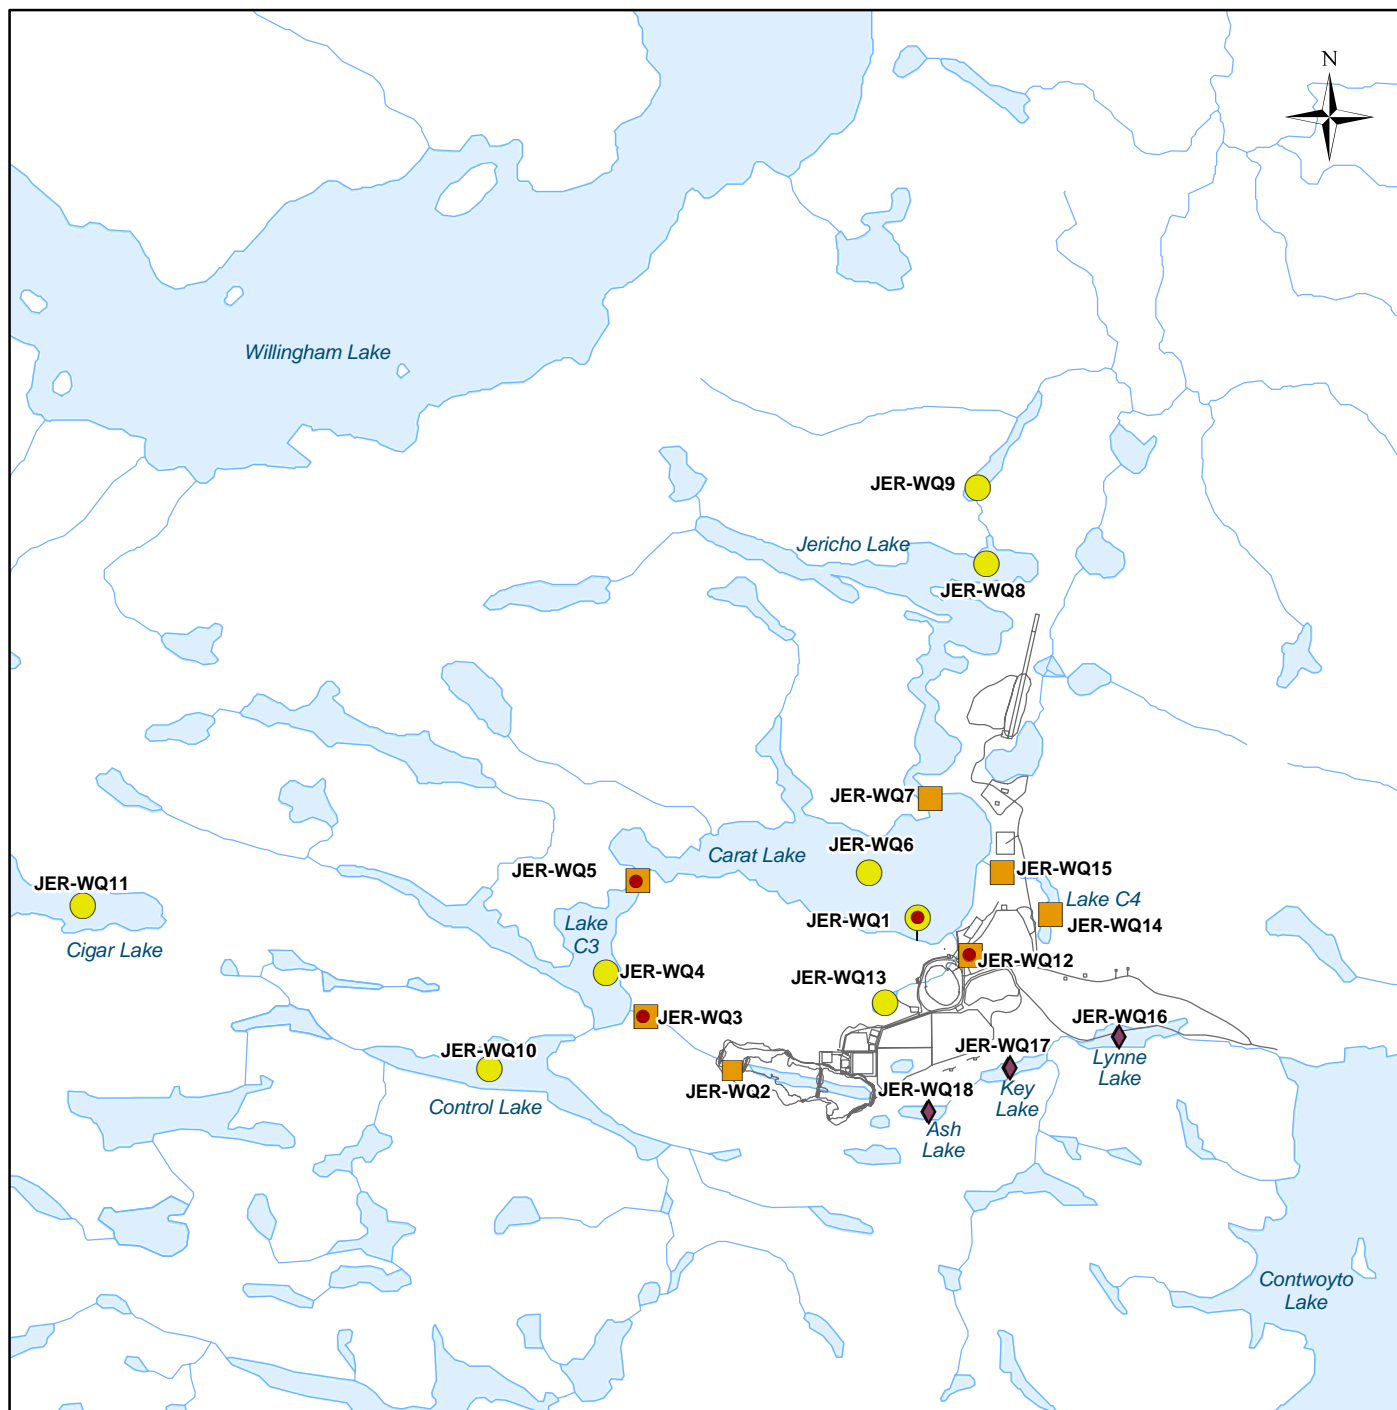 N
Willingham Lake
JER-WQ9
Jericho Lake
JER-WQ8
JER-WQ7
JER-WQ6
Carat Lake
JER-WQ5
JER-WQ15
JER-WQ11
Lake C4
JER-WQ1
JER-WQ14
Lake
C3
Cigar Lake
JER-WQ12
JER-WQ4
JER-WQ13
JER-WQ3
JER-WQ16
JER-WQ10
JER-WQ17
Lynne
Lake
JER-WQ2
JER-WQ18
Key
Lake
Control Lake
Ash
Lake
Contwoyto
Lake